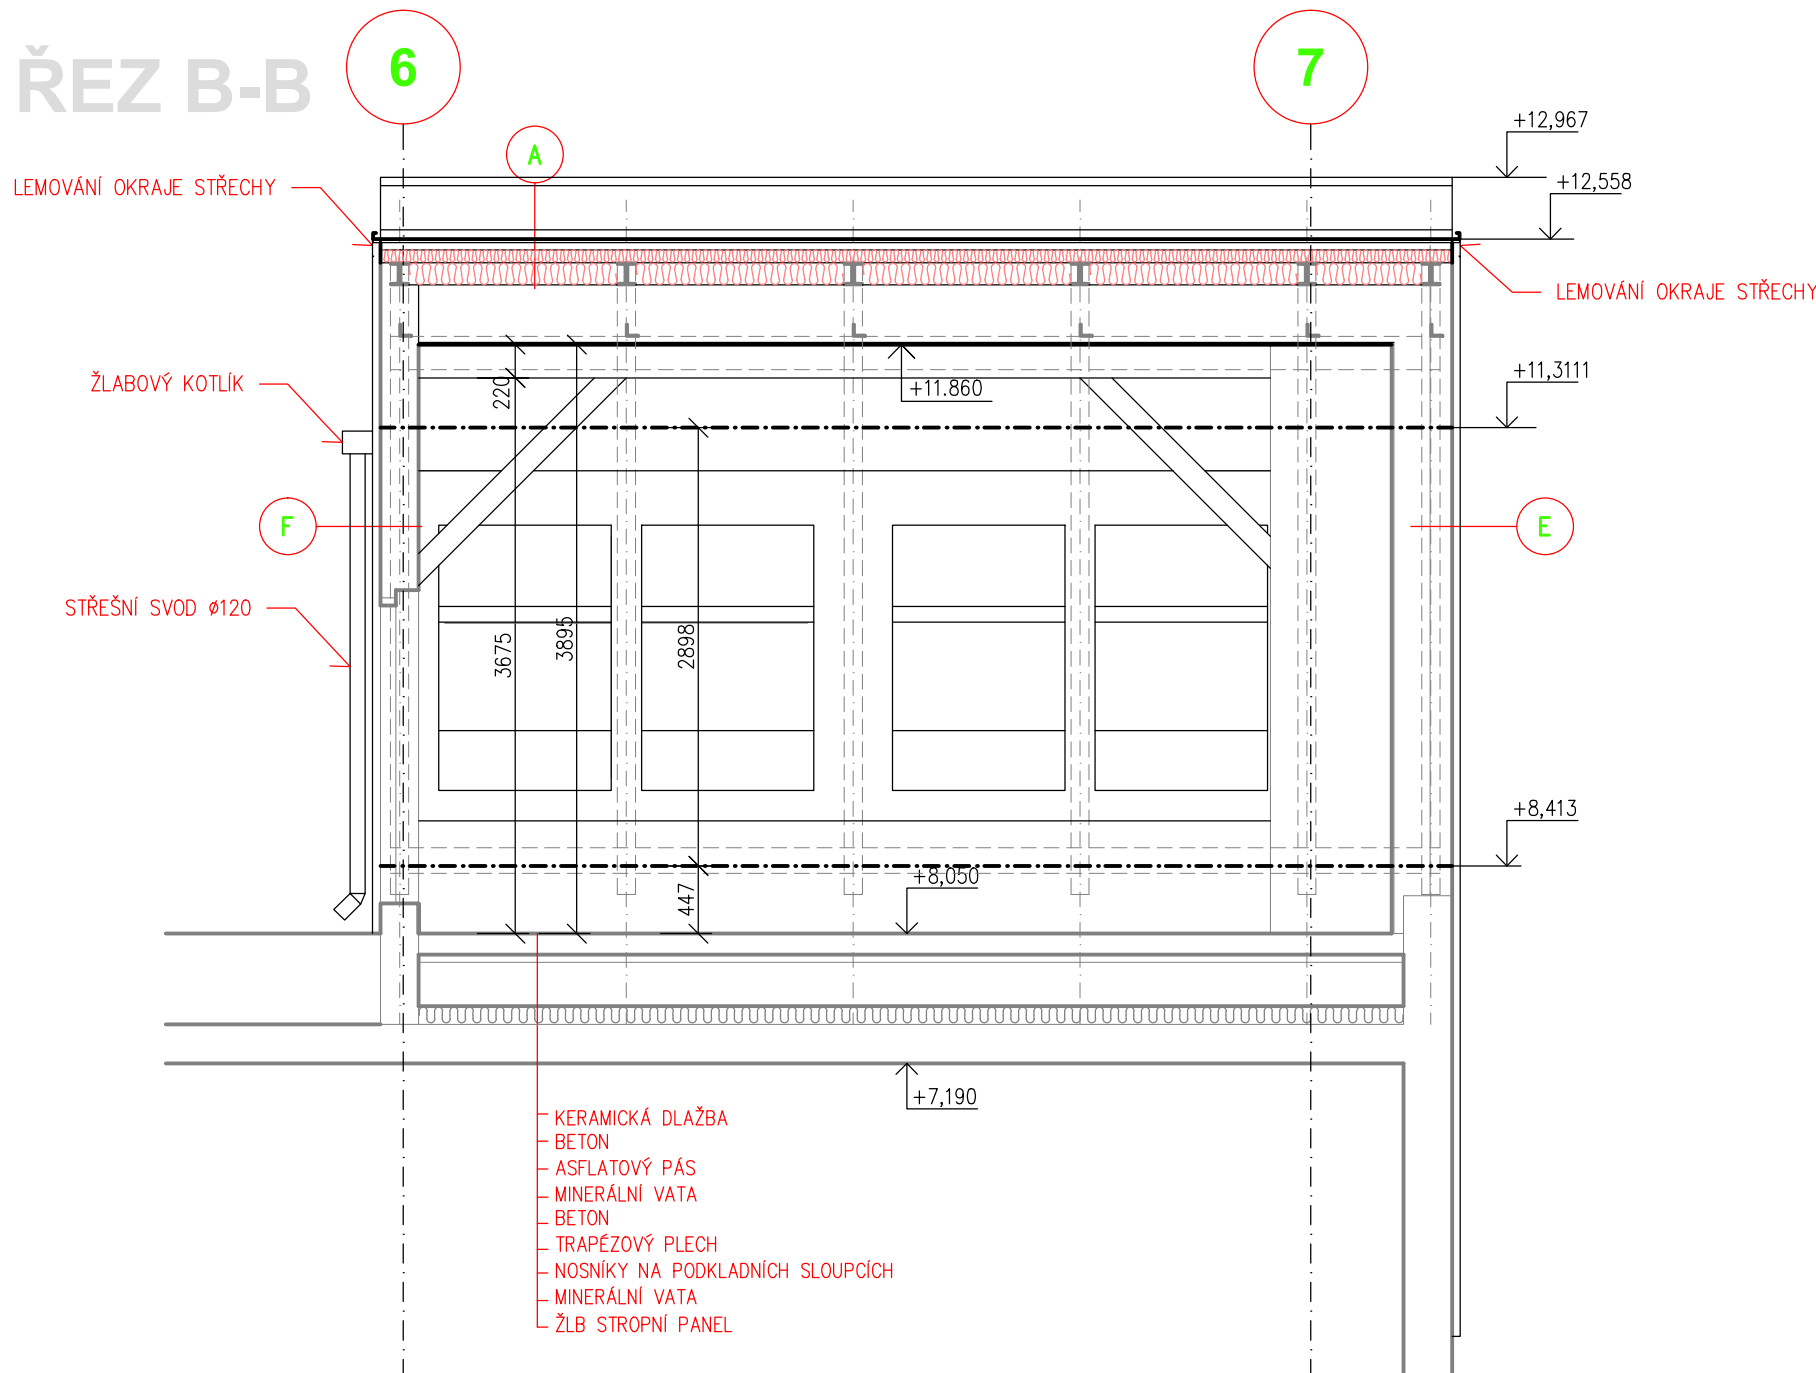 ŘEZ B-B
6
7
A
+12,967
+12,558
LEMOVÁNÍ OKRAJE STŘECHY
LEMOVÁNÍ OKRAJE STŘECHY
+11,3111
ŽLABOVÝ KOTLÍK
220
+11.860
F
E
STŘEŠNÍ SVOD ø120
3675
3895
2898
+8,413
+8,050
447
+7,190
KERAMICKÁ DLAŽBA
BETON
ASFLATOVÝ PÁS
MINERÁLNÍ VATA
BETON
TRAPÉZOVÝ PLECH
NOSNÍKY NA PODKLADNÍCH SLOUPCÍCH
MINERÁLNÍ VATA
ŽLB STROPNÍ PANEL